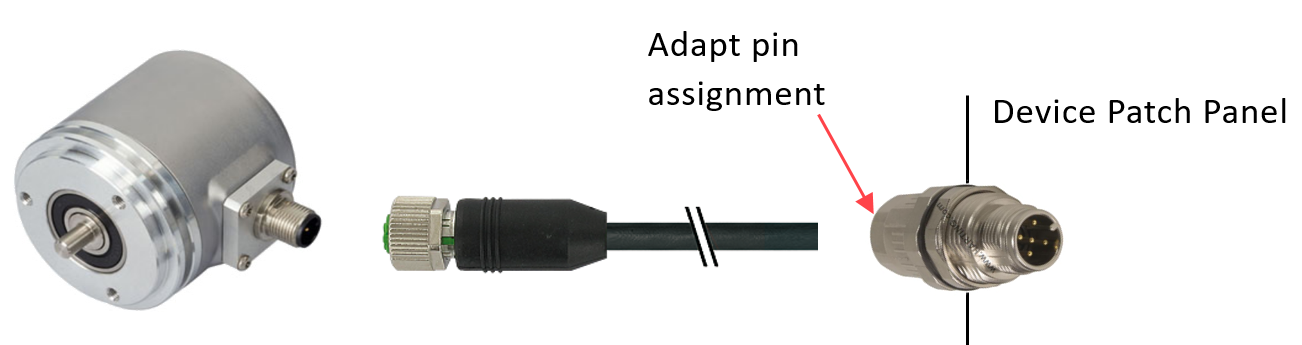 Adapt pin
assignment
Device Patch Panel